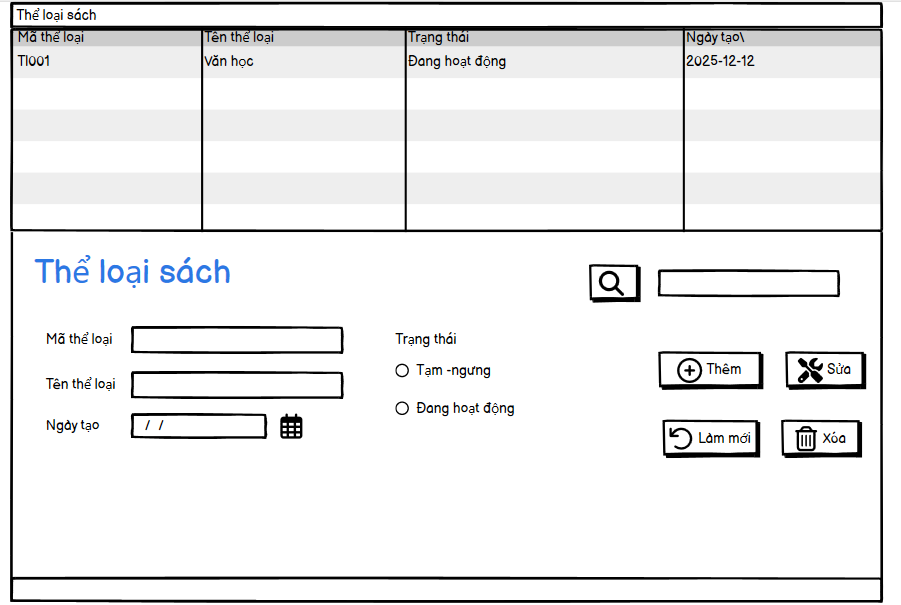 Thể loại sách
Mã thể loại Tên thể loại Trạng thái Ngày tạo\
Tl001 Văn học Đang hoạt động 2025-12-12
Thể loại sách
Mã thể loại
Trạng thái
Tạm -ngưng
Thêm
Sửa
Tên thể loại
Đang hoạt động
Ngày tạo / /
Làm mới
Xóa